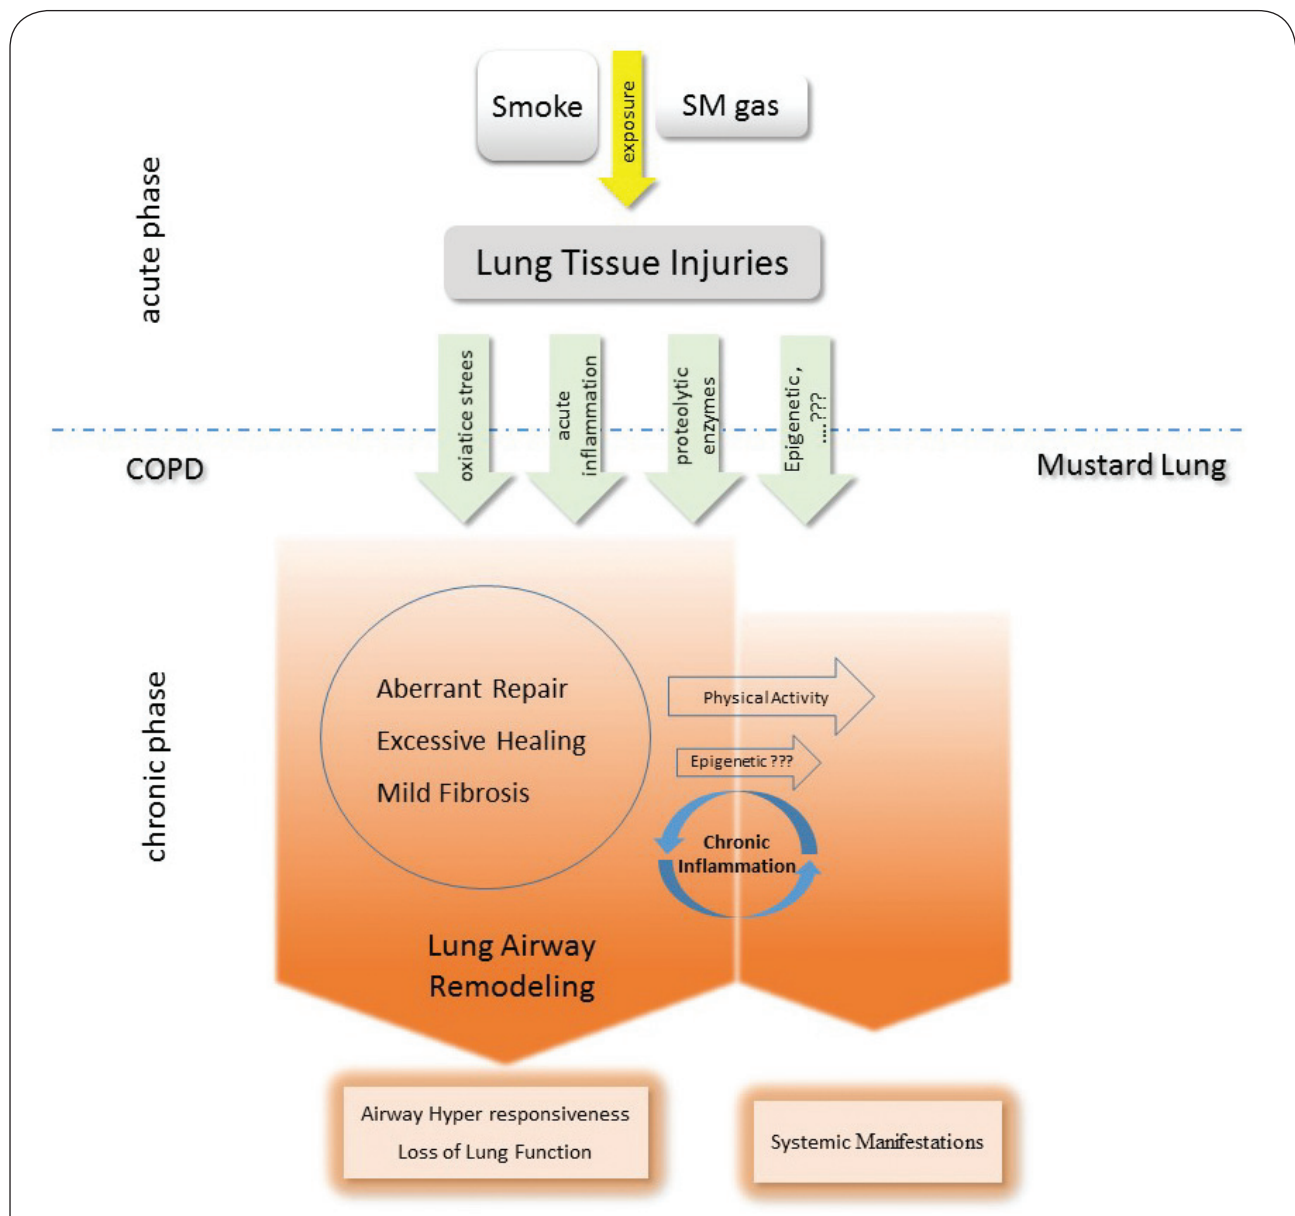 Smoke
exposure
SM gas
acute phase
Lung Tissue Injuries
oxiatice strees
acute
inflammation
proteolytic
enzymes
Epigenetic,
....???
COPD
Mustard Lung
chronic phase
Aberrant Repair
Excessive Healing
Mild Fibrosis
Physical Activity
Epigenetic ???
Chronic
Inflammation
Lung Airway
Remodeling
Airway Hyper responsiveness
Loss of Lung Function
Systemic Manifestations